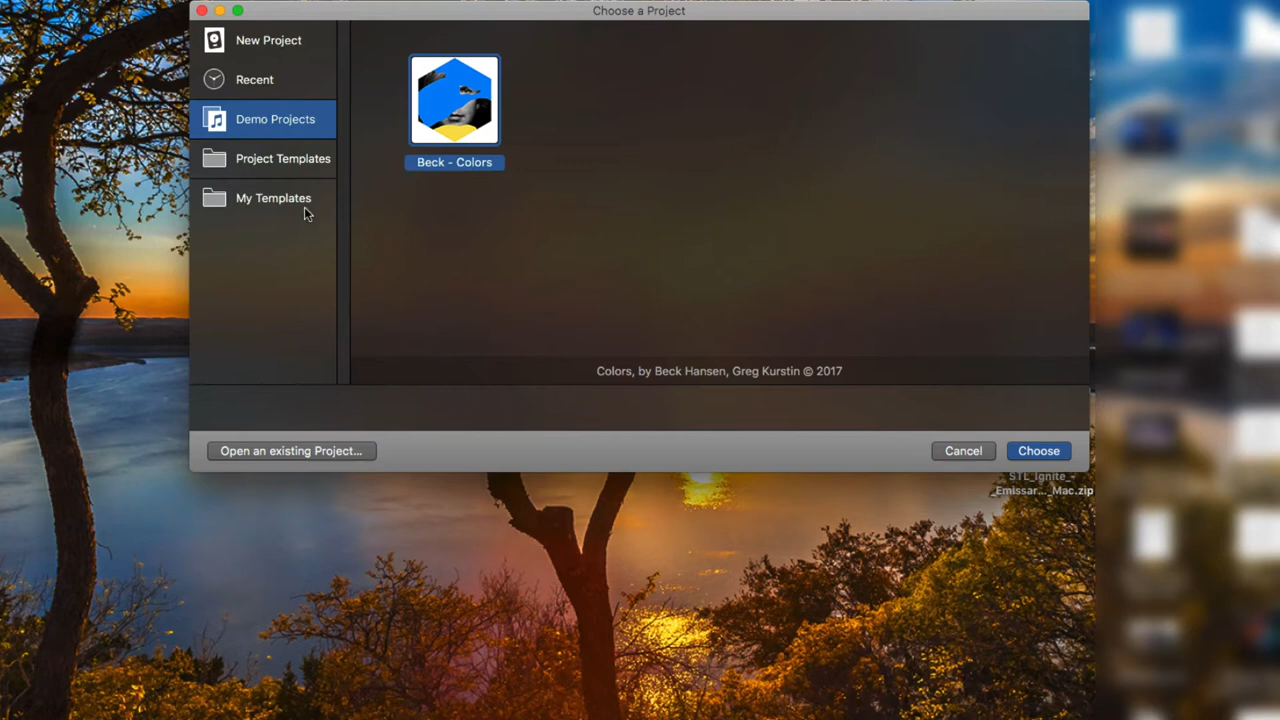 Choose a Project
New Project
Recent
Demo Projects
Project Templates
My Templates
Beck - Colors
Colors, by Beck Hansen, Greg Kurstin © 2017
Open an existing Project...
Cancel
Choose
STL_Ignite_-
_Emissar..._Mac.zip